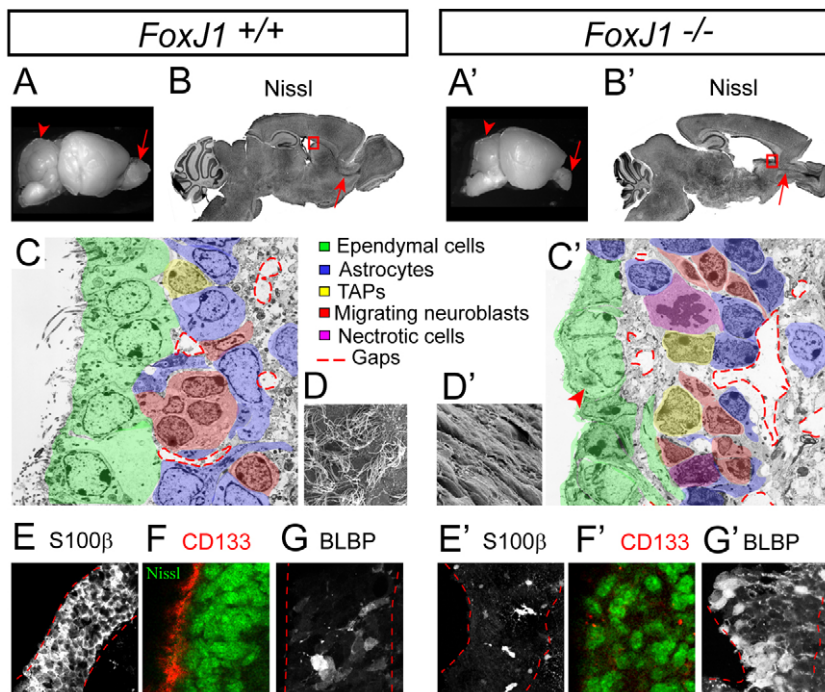 FoxJ1 +/+
FoxJ1 -/-
A
B
Nissl
A'
B'
Nissl
C
Ependymal cells
Astrocytes
TAPs
Migrating neuroblasts
Nectrotic cells
Gaps
C'
D
D'
E S100β
F CD133
G BLBP
E' S100β
F' CD133
G' BLBP
Nissl